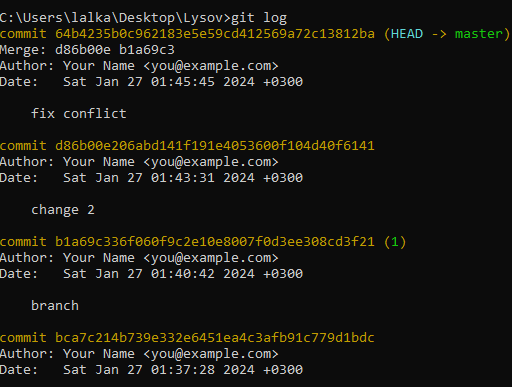 C:\Users\lalka\Desktop\Lysov>git log
commit 64b4235b0c962183e5e59cd412569a72c13812ba (HEAD -> master)
Merge: d86b00e b1a69c3
Author: Your Name <you@example.com>
Date:   Sat Jan 27 01:45:45 2024 +0300
    fix conflict
commit d86b00e206abd141f191e4053600f104d40f6141
Author: Your Name <you@example.com>
Date:   Sat Jan 27 01:43:31 2024 +0300
    change 2
commit b1a69c336f060f9c2e10e8007f0d3ee308cd3f21 (1)
Author: Your Name <you@example.com>
Date:   Sat Jan 27 01:40:42 2024 +0300
    branch
commit bca7c214b739e332e6451ea4c3afb91c779d1bdc
Author: Your Name <you@example.com>
Date:   Sat Jan 27 01:37:28 2024 +0300